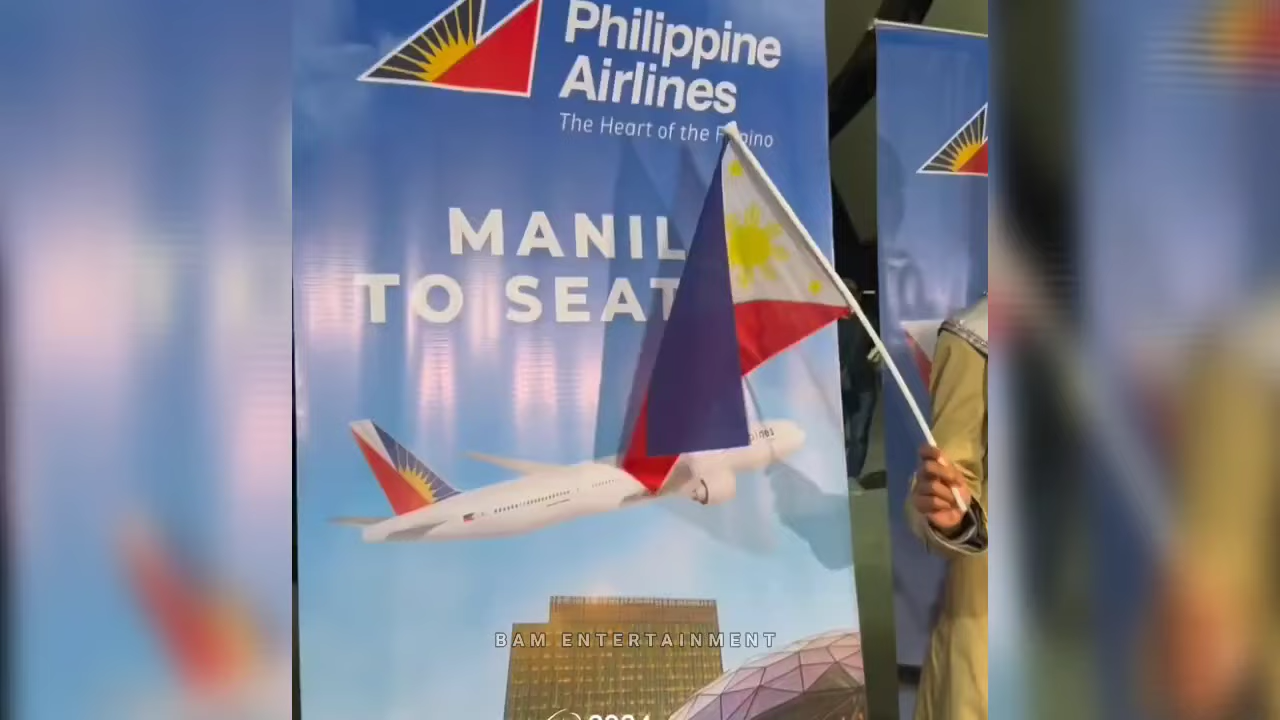 Philippine
Airlines
The Heart of the
MANIL
TO SEAT
BAM ENTERTAINMENT